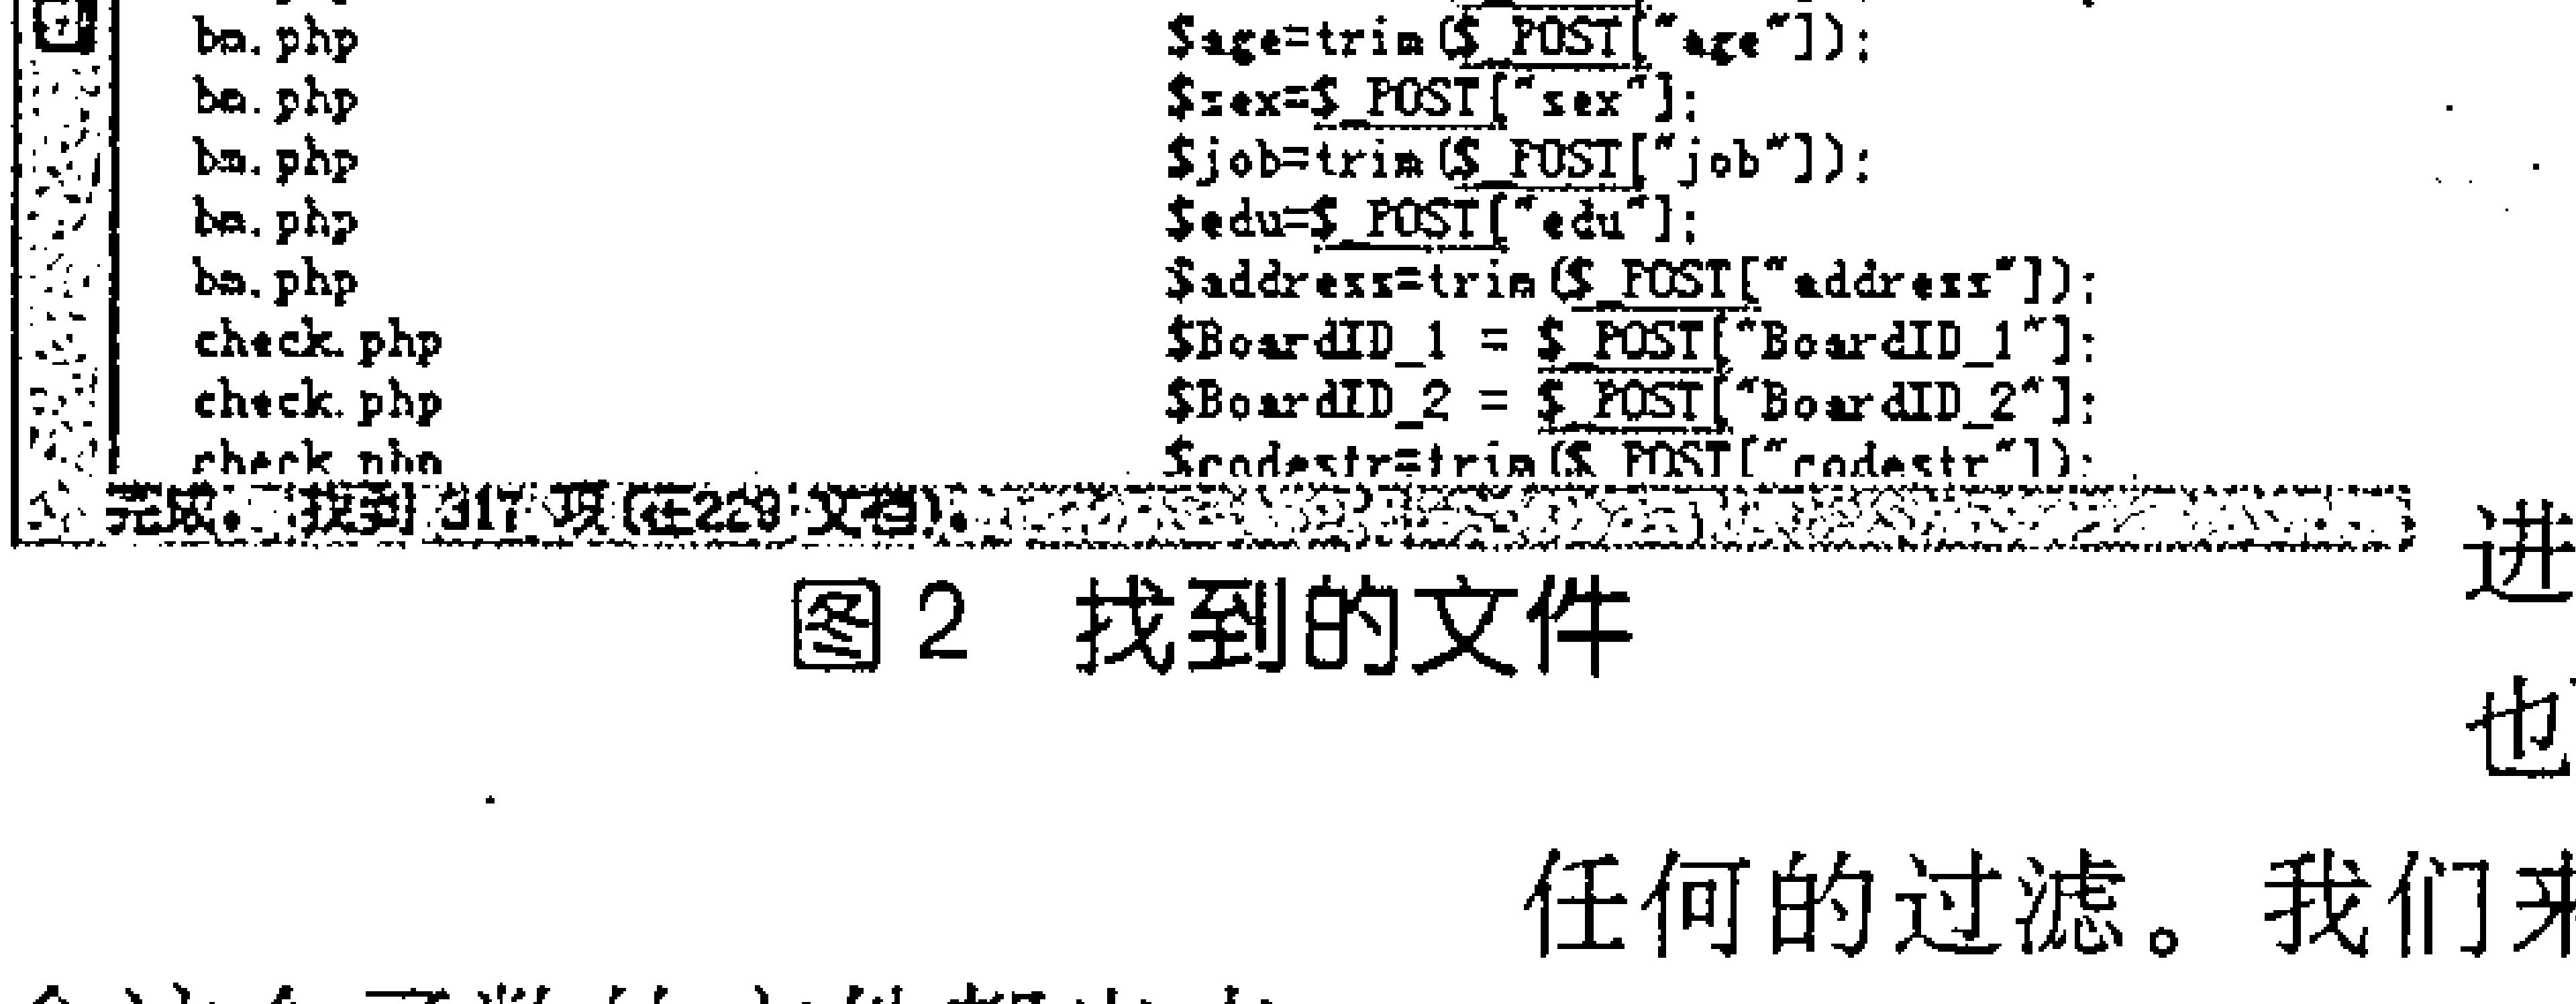 bm.php $age=trim($_POST["age"]);
bm.php $sex=$_POST["sex"];
bm.php $job=trim($_POST["job"]);
bm.php $edu=$_POST["edu"];
bm.php $address=trim($_POST["address"]);
check.php $BoardID_1 = $_POST["BoardID_1"];
check.php $BoardID_2 = $_POST["BoardID_2"];
check.php $codestr=trim($_POST["codestr"]);
完成。 找到 317 项(在229 文档)。
图2 找到的文件
进
也
任何的过滤。我们来